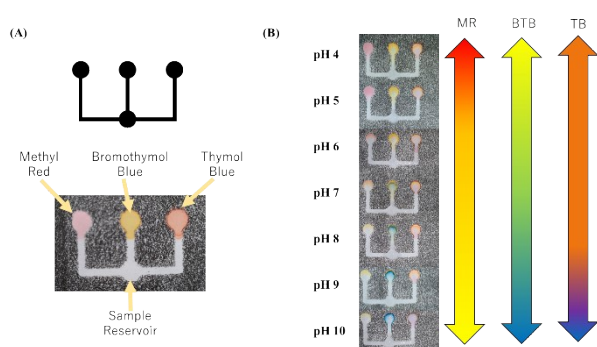 (A)
Methyl
Red
Bromothymol
Blue
Thymol
Blue
Sample
Reservoir
(B)
MR
BTB
TB
pH 4
pH 5
pH 6
pH 7
pH 8
pH 9
pH 10